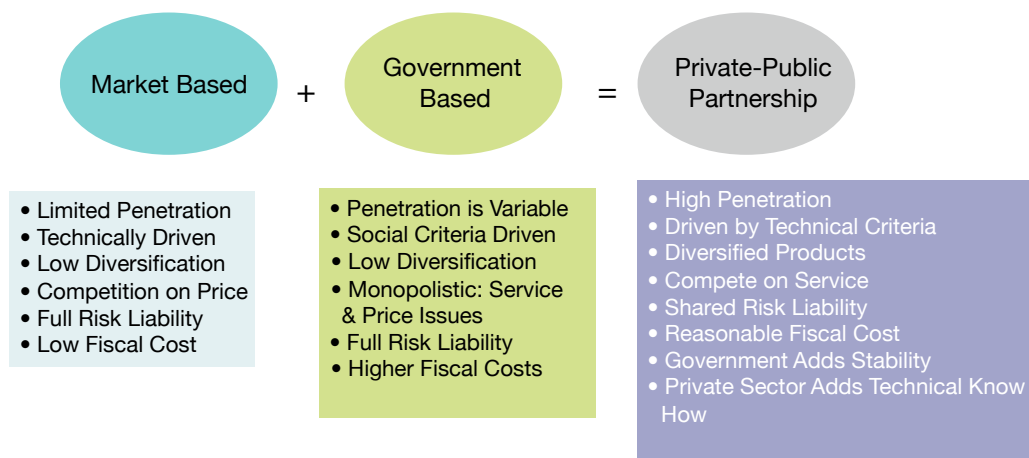 Market Based
+
Government
Based
=
Private-Public
Partnership
• Limited Penetration
• Technically Driven
• Low Diversification
• Competition on Price
• Full Risk Liability
• Low Fiscal Cost
• Penetration is Variable
• Social Criteria Driven
• Low Diversification
• Monopolistic: Service
& Price Issues
• Full Risk Liability
• Higher Fiscal Costs
• High Penetration
• Driven by Technical Criteria
• Diversified Products
• Compete on Service
• Shared Risk Liability
• Reasonable Fiscal Cost
• Government Adds Stability
• Private Sector Adds Technical Know
How